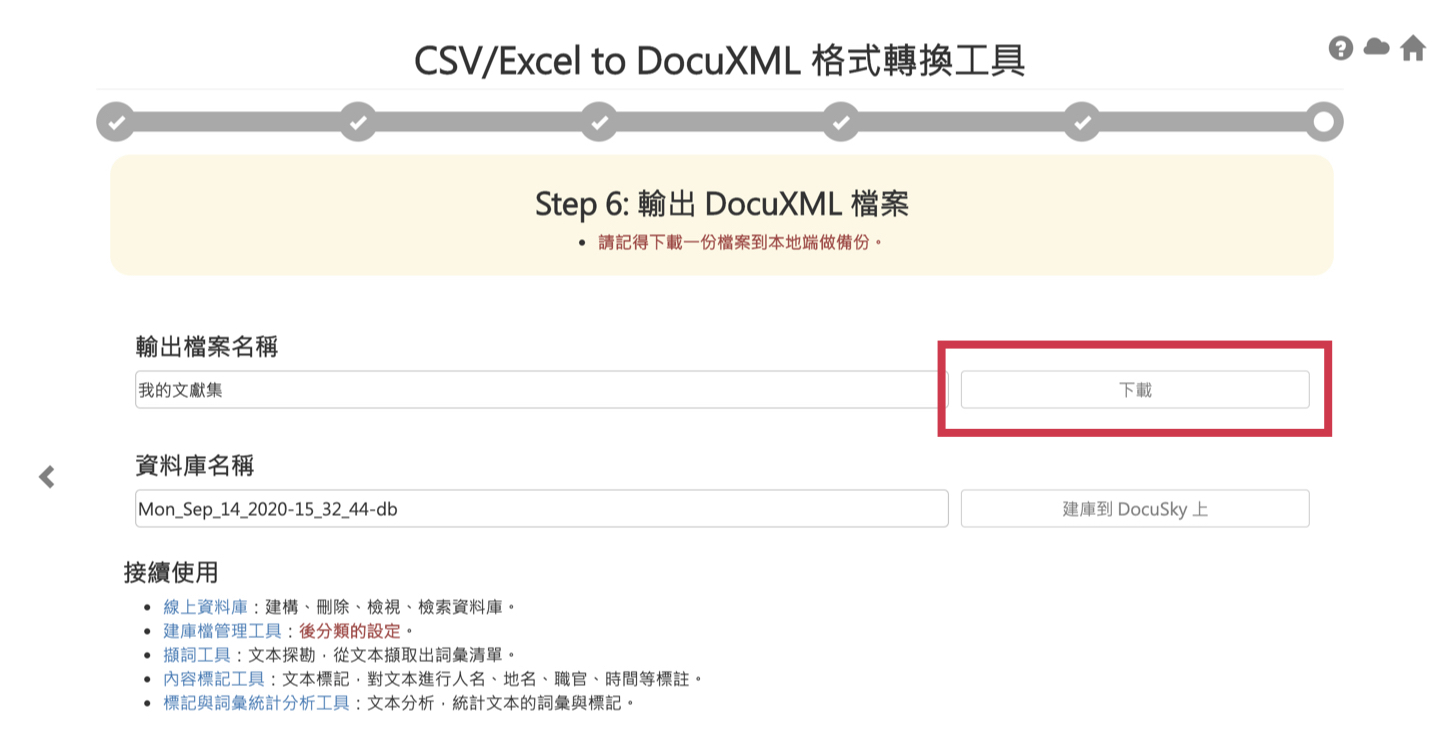 CSV/Excel to DocuXML 格式轉換工具
Step 6: 輸出 DocuXML 檔案
請記得下載一份檔案到本地端做備份。
輸出檔案名稱
我的文獻集
下載
資料庫名稱
Mon_Sep_14_2020-15_32_44-db
建庫到 DocuSky 上
接續使用
線上資料庫：建構、刪除、檢視、檢索資料庫。
建庫檔管理工具：後分類的設定。
擷詞工具：文本探勘，從文本擷取出詞彙清單。
內容標記工具：文本標記，對文本進行人名、地名、職官、時間等標註。
標記與詞彙統計分析工具：文本分析，統計文本的詞彙與標記。